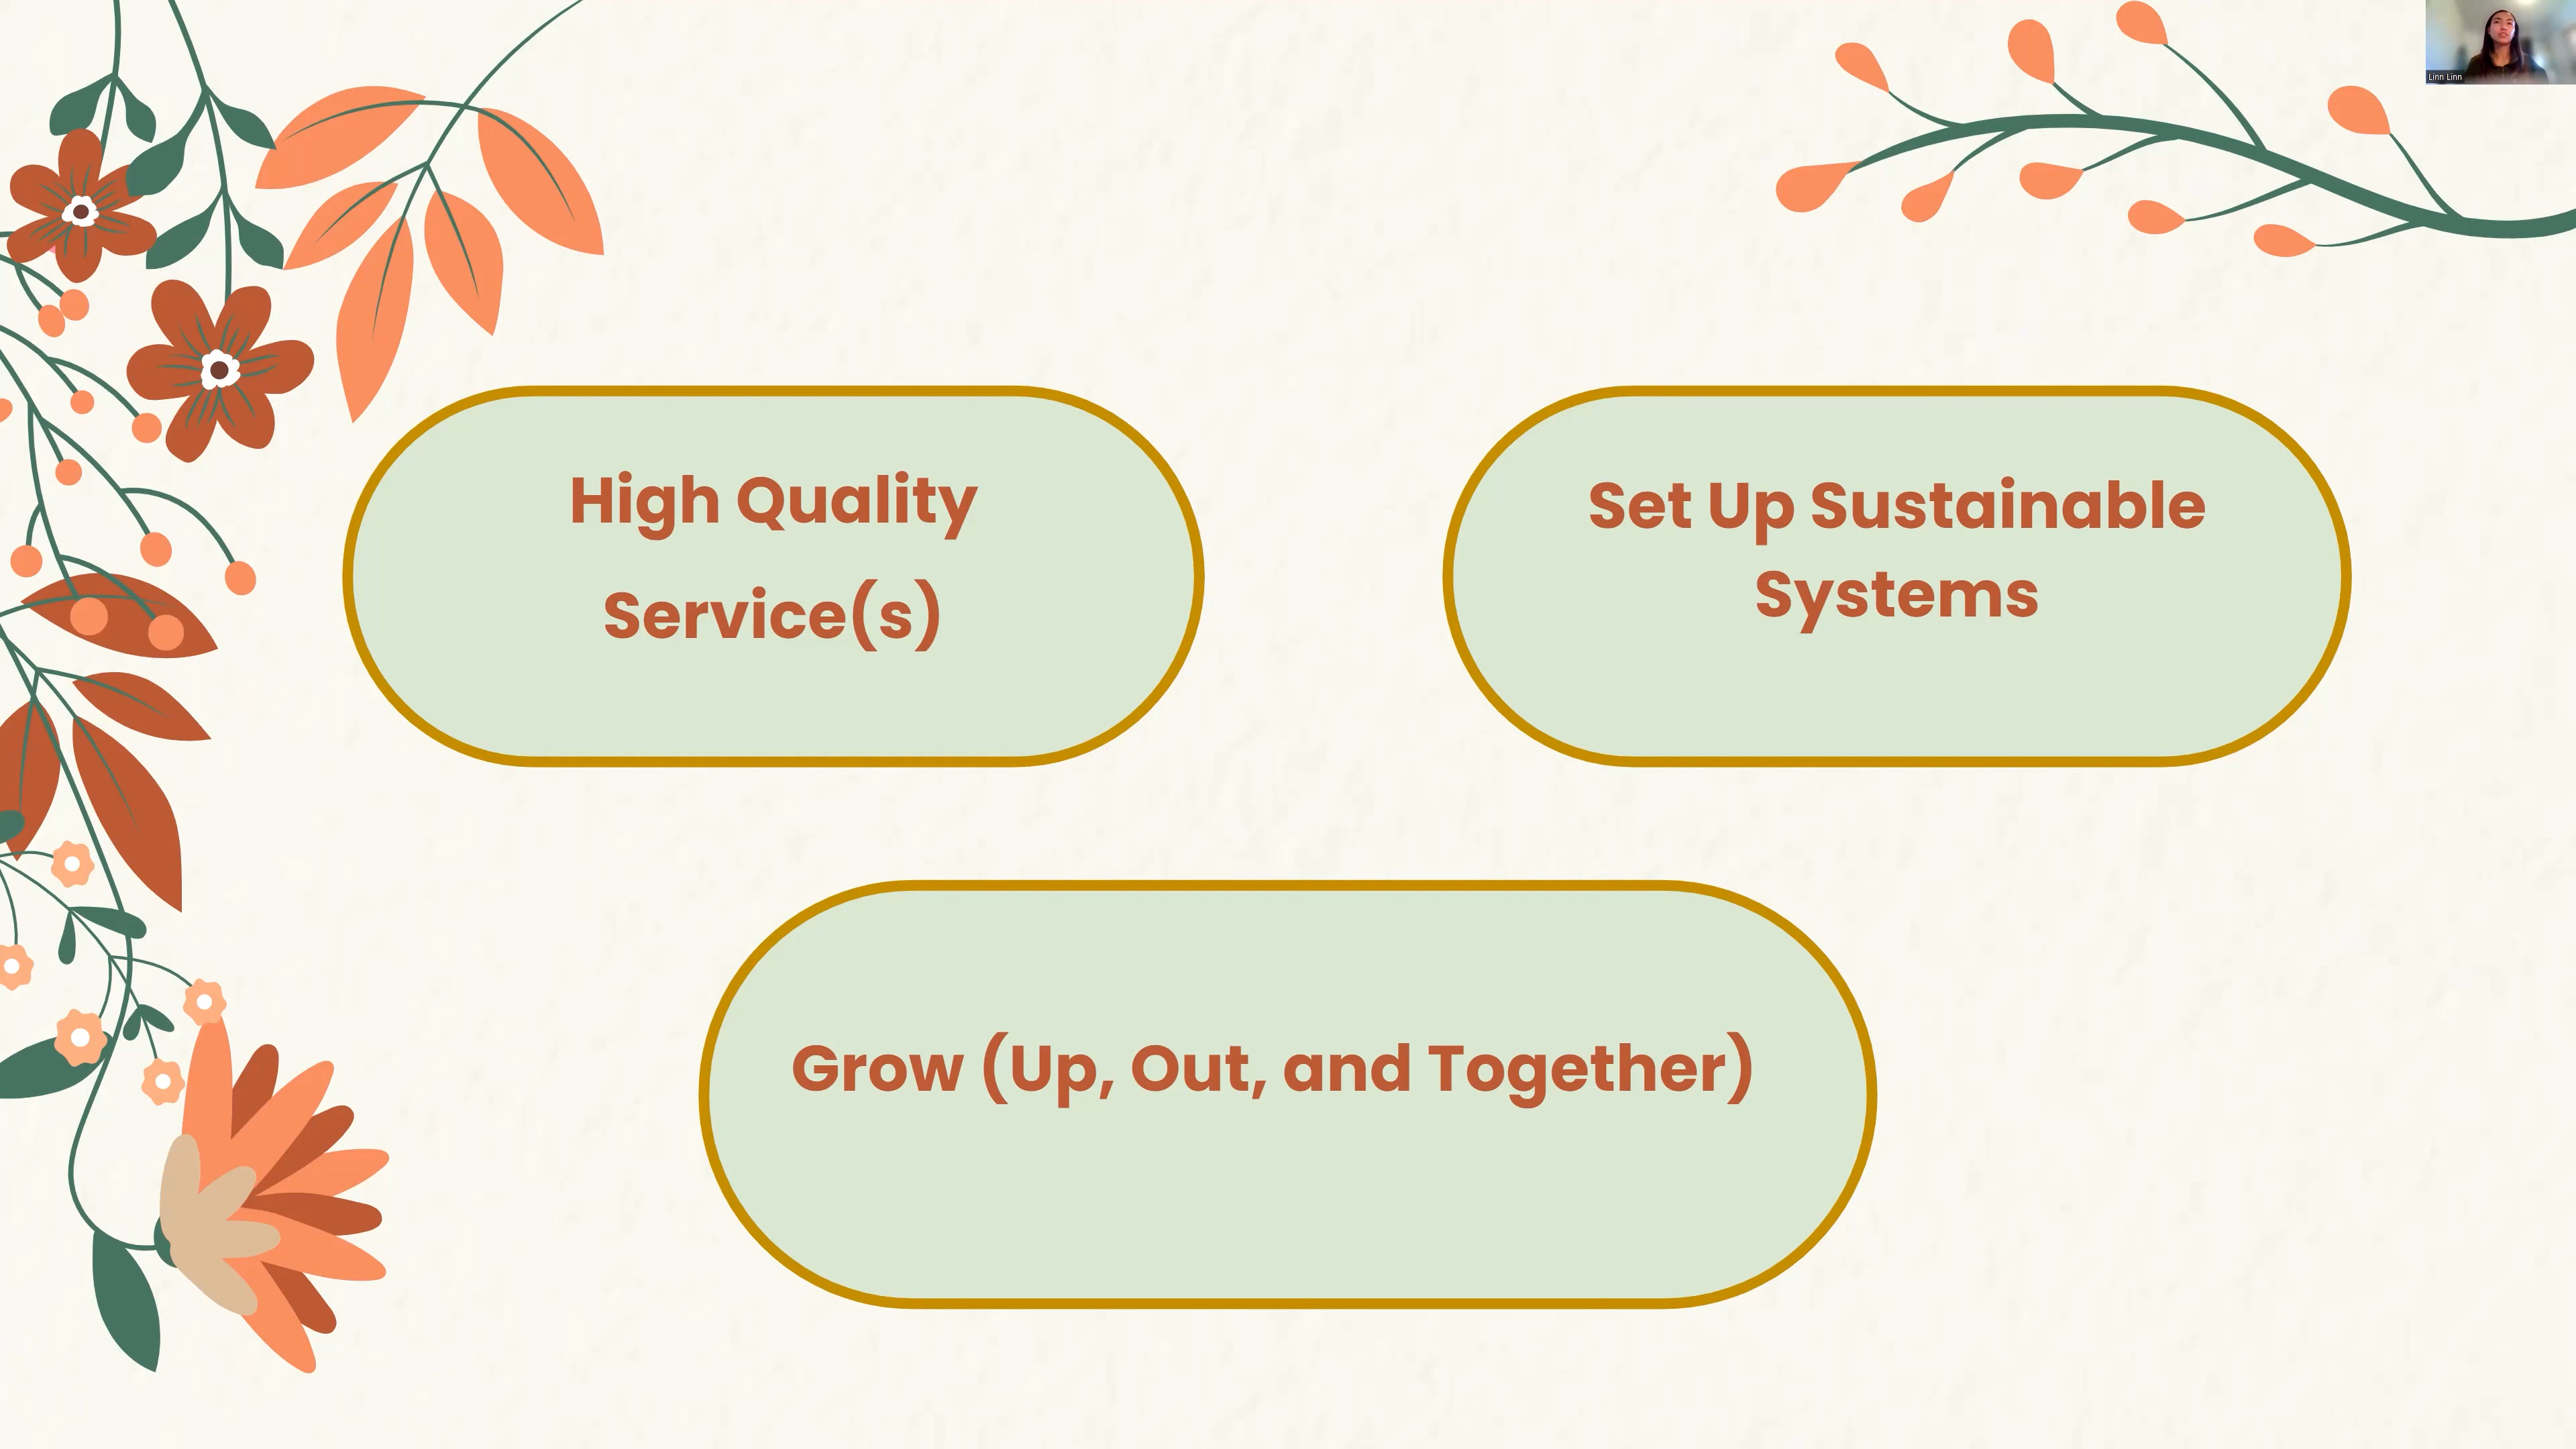 Linn Linn
High Quality
Service(s)
Set Up Sustainable
Systems
Grow (Up, Out, and Together)